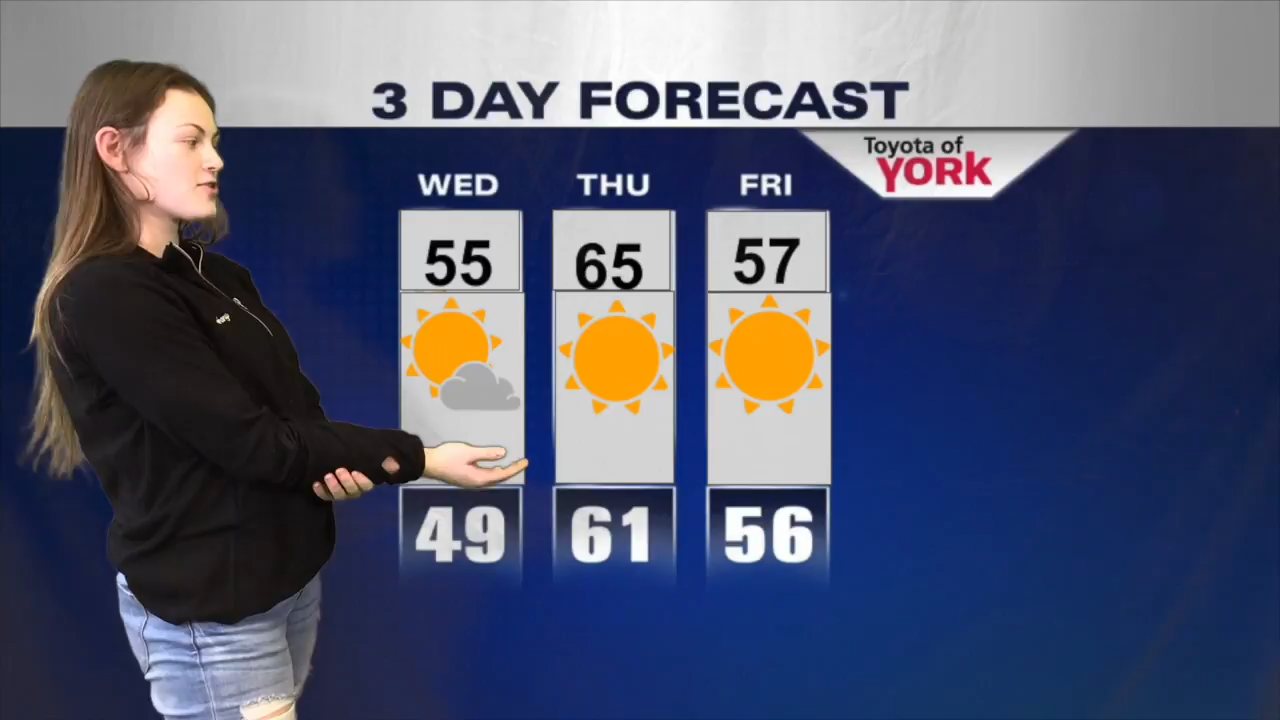 3 DAY FORECAST
Toyota of
YORK
WED THU FRI
55 65 57
49 61 56